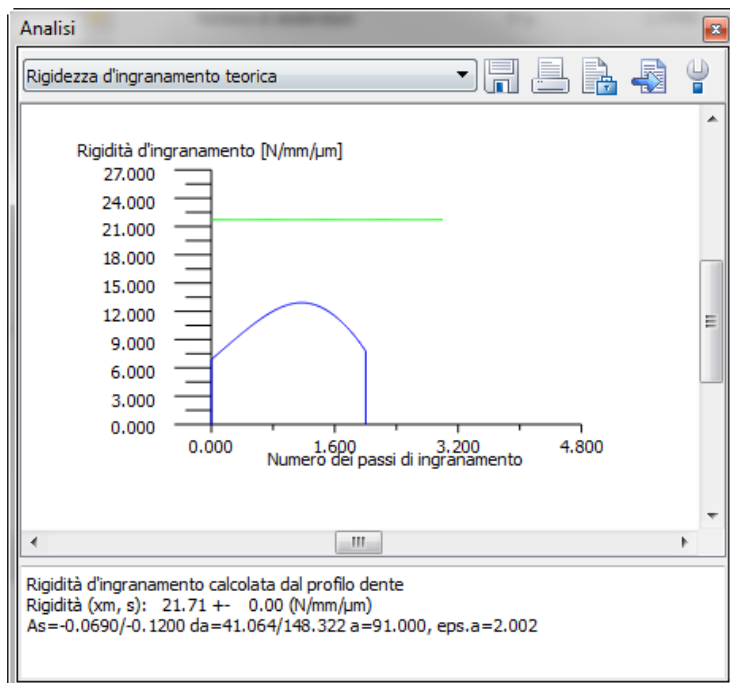 Analisi
Rigidezza d'ingranamento teorica
Rigidità d'ingranamento [N/mm/µm]
27.000
24.000
21.000
18.000
15.000
12.000
9.000
6.000
3.000
0.000
0.000 1.600 3.200 4.800
Numero dei passi di ingranamento
Rigidità d'ingranamento calcolata dal profilo dente
Rigidità (xm, s): 21.71 +- 0.00 (N/mm/µm)
As=-0.0690/-0.1200 da=41.064/148.322 a=91.000, eps.a=2.002